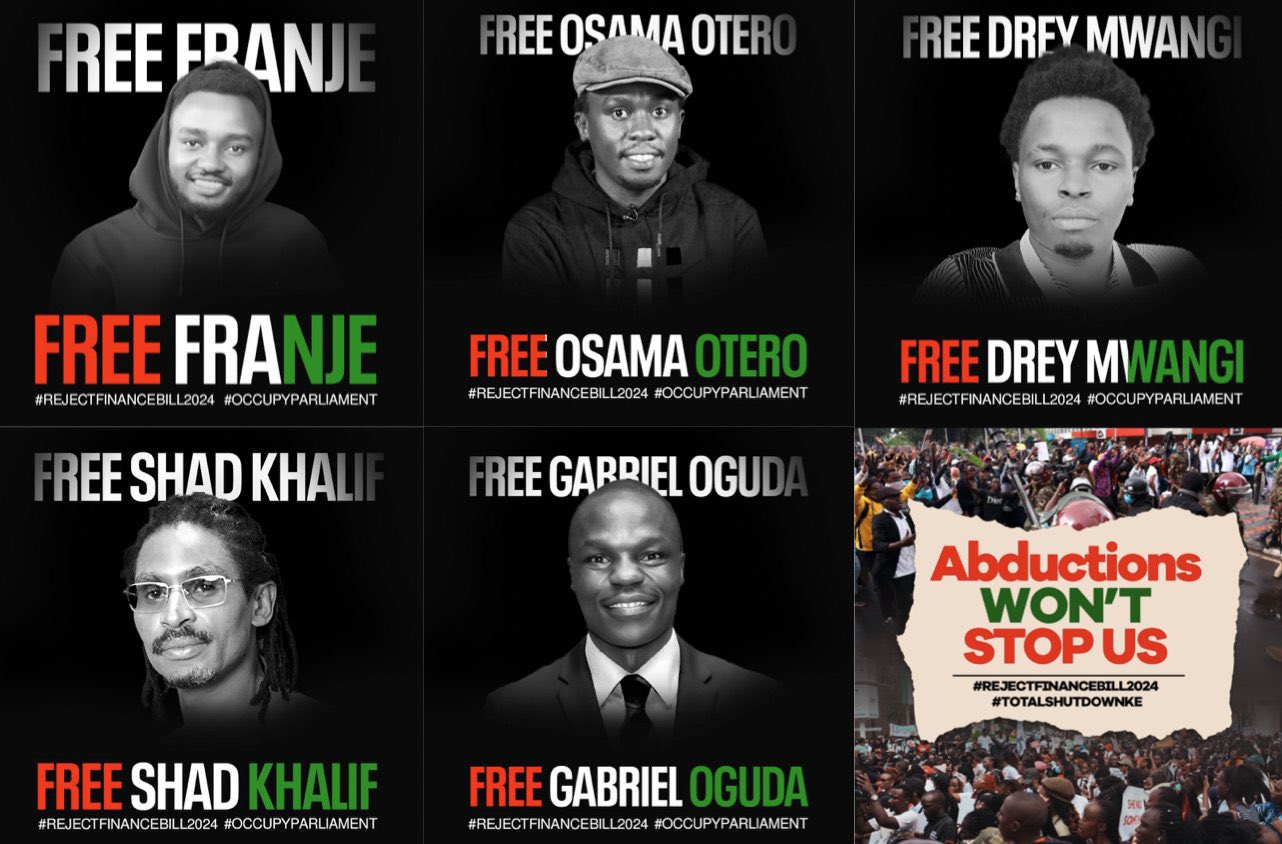 FREE FRANJE
FREE FRANJE
#REJECTFINANCEBILL2024 #OCCUPYPARLIAMENT
FREE OSAMA OTERO
FREE OSAMA OTERO
#REJECTFINANCEBILL2024 #OCCUPYPARLIAMENT
FREE DREY MWANGI
FREE DREY MWANGI
#REJECTFINANCEBILL2024 #OCCUPYPARLIAMENT
FREE SHAD KHALIF
FREE SHAD KHALIF
#REJECTFINANCEBILL2024 #OCCUPYPARLIAMENT
FREE GABRIEL OGUDA
FREE GABRIEL OGUDA
#REJECTFINANCEBILL2024 #OCCUPYPARLIAMENT
Abductions
WON'T
STOP US
#REJECTFINANCEBILL2024
#TOTALSHUTDOWNKE